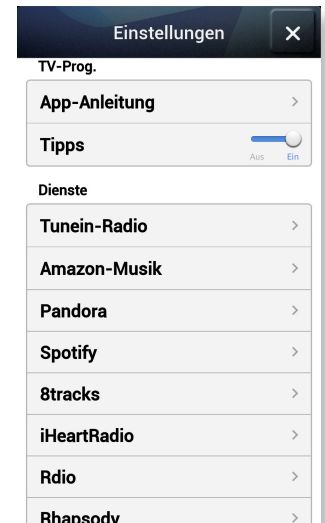 Einstellungen
TV-Prog.
App-Anleitung
Tipps
Aus Ein
Dienste
Tunein-Radio
Amazon-Musik
Pandora
Spotify
8tracks
iHeartRadio
Rdio
Rhapsody